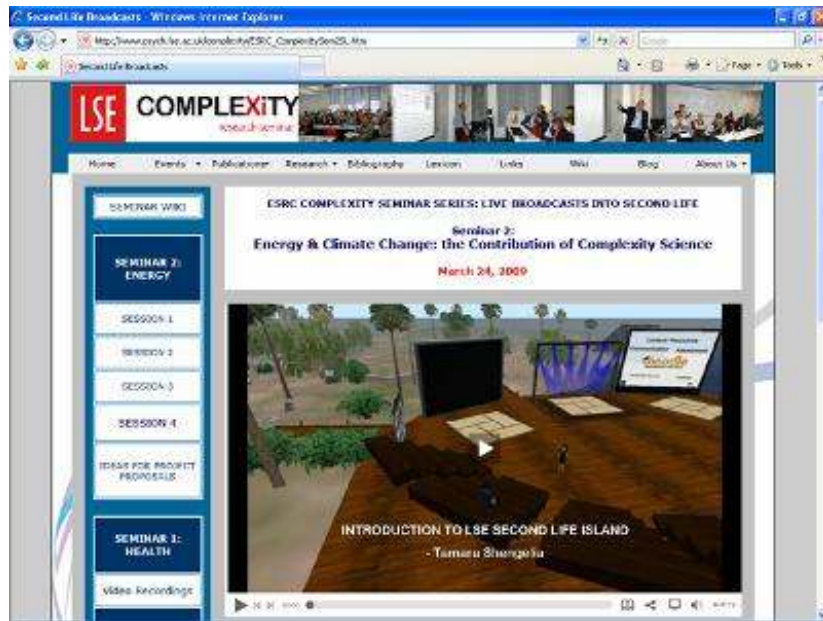 Second Life Broadcasts - Windows Internet Explorer
Second Life Broadcasts
Page
Tools
LSE
COMPLEXiTY
Home Events Publications Research Bibliography Lexicon Links Wiki Blog About Us
SEMINAR WIKI
SEMINAR 2:
ENERGY
SESSION 1
SESSION 2
SESSION 3
SESSION 4
IDEAS FOR PROJECT
PROPOSALS
SEMINAR 1:
HEALTH
Video Recordings
ESRC COMPLEXITY SEMINAR SERIES: LIVE BROADCASTS INTO SECOND LIFE
Seminar 2:
Energy & Climate Change: the Contribution of Complexity Science
March 24, 2009
INTRODUCTION TO LSE SECOND LIFE ISLAND
- Tamara Shengelia